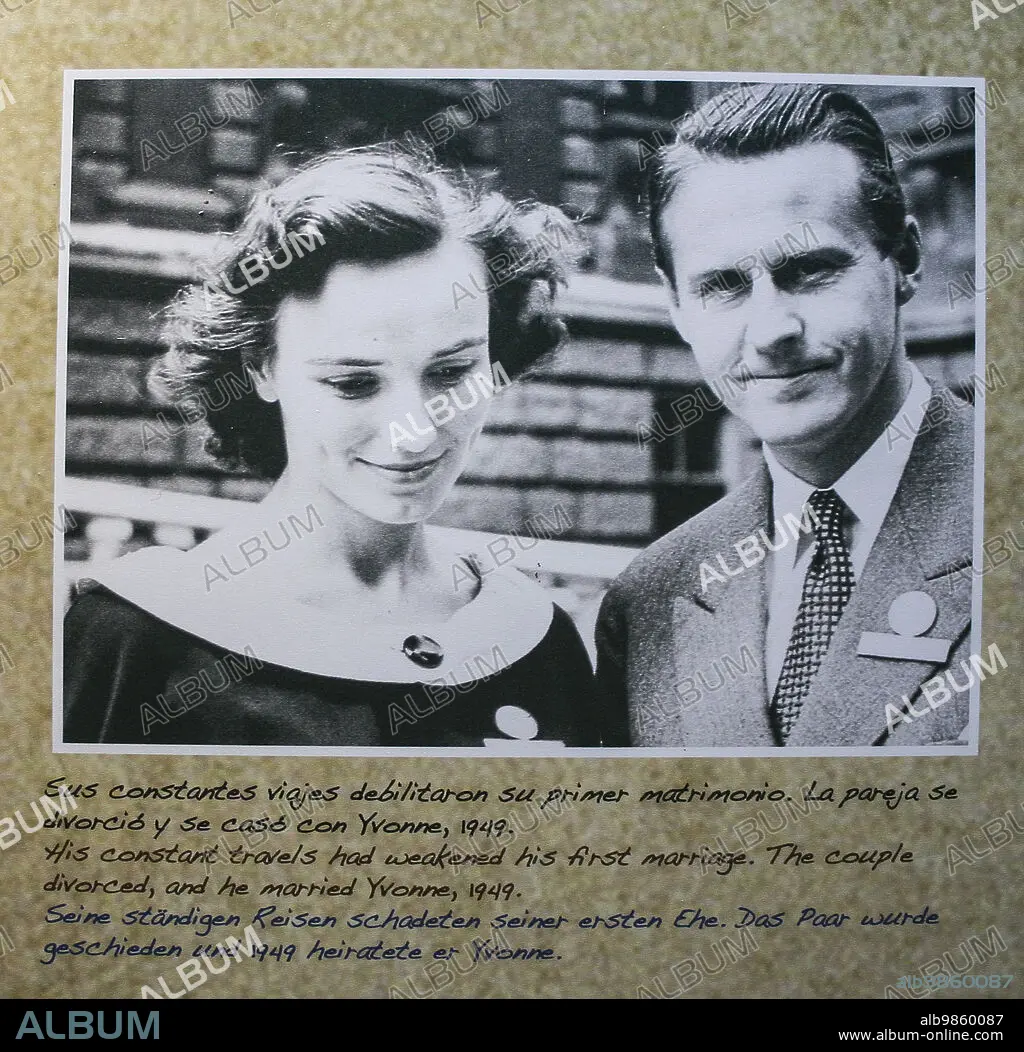 Sus constantes viajes debilitaron su primer matrimonio. La pareja se
divorció y se casó con Yvonne, 1949.
His constant travels had weakened his first marriage. The couple
divorced, and he married Yvonne, 1949.
Seine ständigen Reisen schadeten seiner ersten Ehe. Das Paar wurde
geschieden und 1949 heiratete er Yvonne.
alb9860087
ALBUM
alb9860087
www.album-online.com